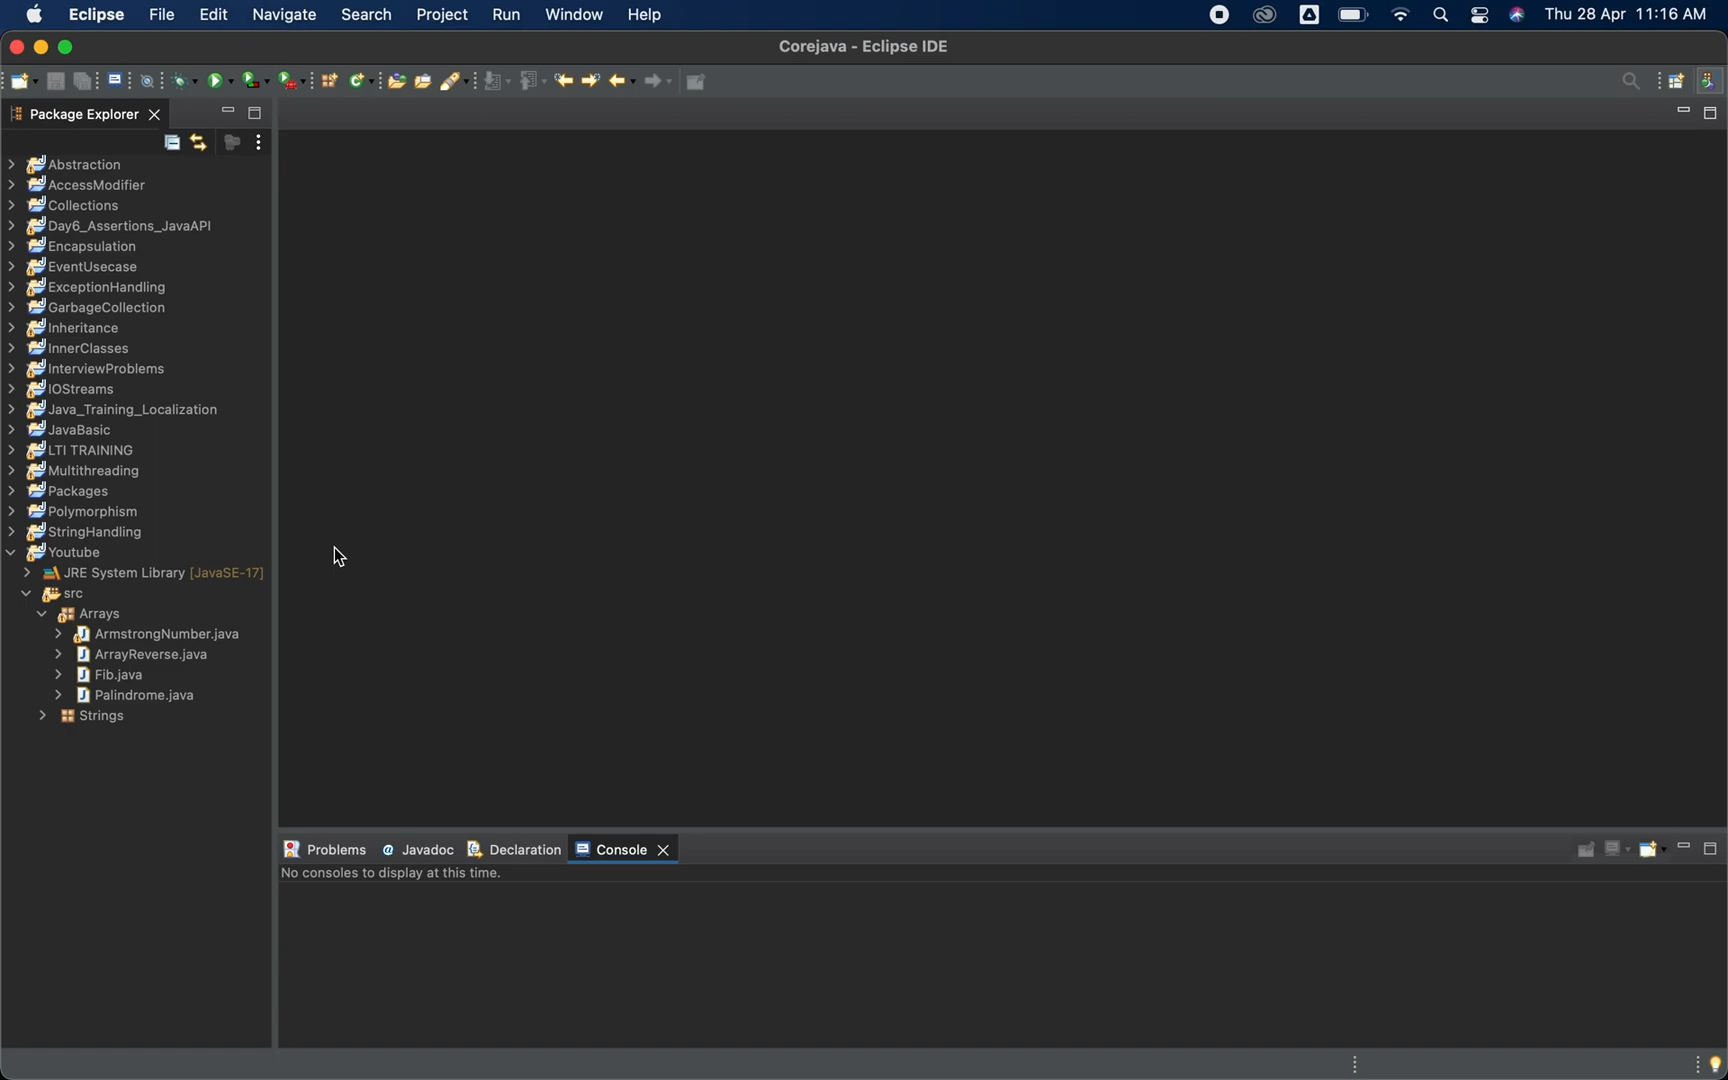 Eclipse File Edit Navigate Search Project Run Window Help Thu 28 Apr 11:16 AM
Corejava - Eclipse IDE
Package Explorer
Abstraction
AccessModifier
Collections
Day6_Assertions_JavaAPI
Encapsulation
EventUsecase
ExceptionHandling
GarbageCollection
Inheritance
InnerClasses
InterviewProblems
IOStreams
Java_Training_Localization
JavaBasic
LTI TRAINING
Multithreading
Packages
Polymorphism
StringHandling
Youtube
JRE System Library [JavaSE-17]
src
Arrays
ArmstrongNumber.java
ArrayReverse.java
Fib.java
Palindrome.java
Strings
Problems Javadoc Declaration Console
No consoles to display at this time.